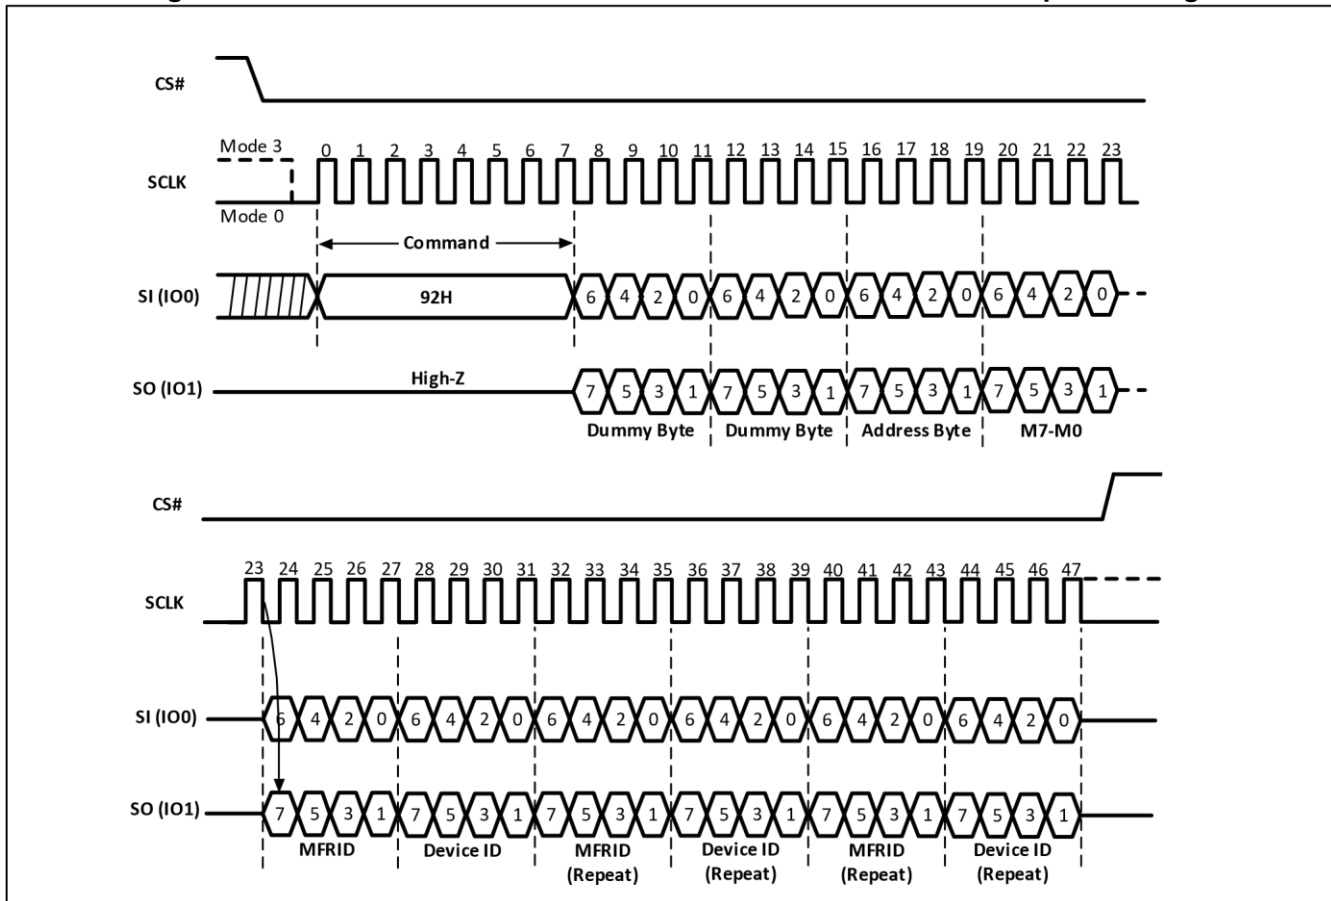 CS#
Mode 3
0 1 2 3 4 5 6 7 8 9 10 11 12 13 14 15 16 17 18 19 20 21 22 23
SCLK
Mode 0
Command
SI (IO0)
92H
6 4 2 0 6 4 2 0 6 4 2 0 6 4 2 0
High-Z
SO (IO1)
7 5 3 1 7 5 3 1 7 5 3 1 7 5 3 1
Dummy Byte Dummy Byte Address Byte M7-M0
CS#
23 24 25 26 27 28 29 30 31 32 33 34 35 36 37 38 39 40 41 42 43 44 45 46 47
SCLK
SI (IO0)
6 4 2 0 6 4 2 0 6 4 2 0 6 4 2 0 6 4 2 0 6 4 2 0
SO (IO1)
7 5 3 1 7 5 3 1 7 5 3 1 7 5 3 1 7 5 3 1 7 5 3 1
MFRID Device ID MFRID Device ID MFRID Device ID
(Repeat) (Repeat) (Repeat) (Repeat)